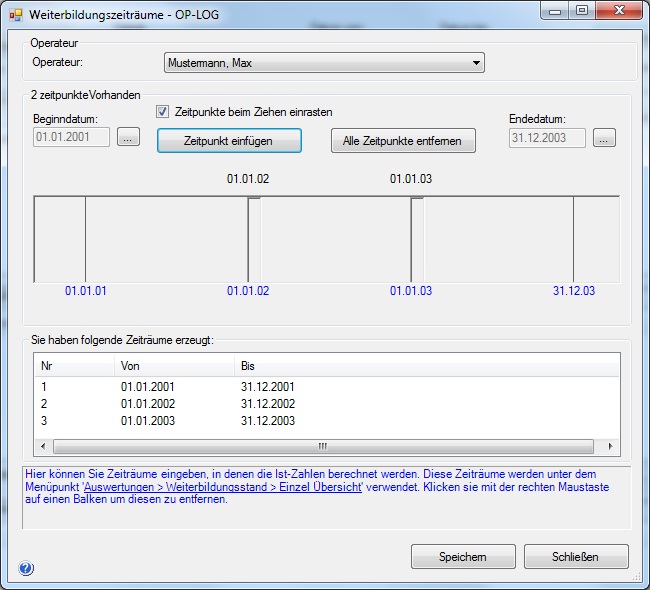 Weiterbildungszeiträume - OP-LOG
Operateur
Operateur:
Mustermann, Max
2 zeitpunkteVorhanden
Beginndatum:
Zeitpunkte beim Ziehen einrasten
Endedatum:
01.01.2001
...
Zeitpunkt einfügen
Alle Zeitpunkte entfernen
31.12.2003
...
01.01.02
01.01.03
01.01.01
01.01.02
01.01.03
31.12.03
Sie haben folgende Zeiträume erzeugt:
Nr Von Bis
1 01.01.2001 31.12.2001
2 01.01.2002 31.12.2002
3 01.01.2003 31.12.2003
Hier können Sie Zeiträume eingeben, in denen die Ist-Zahlen berechnet werden. Diese Zeiträume werden unter dem
Menüpunkt 'Auswertungen > Weiterbildungsstand > Einzel Übersicht' verwendet. Klicken sie mit der rechten Maustaste
auf einen Balken um diesen zu entfernen.
?
Speichern
Schließen